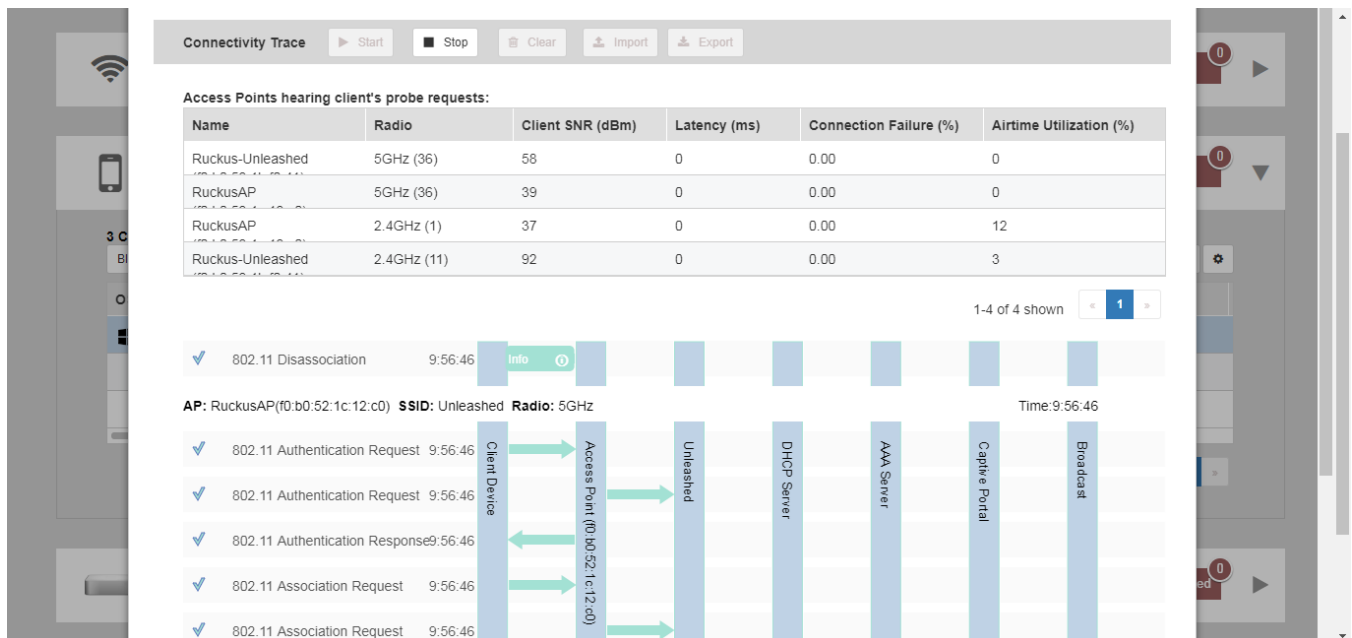 Connectivity Trace Start Stop Clear Import Export
0
Access Points hearing client's probe requests:
Name Radio Client SNR (dBm) Latency (ms) Connection Failure (%) Airtime Utilization (%)
Ruckus-Unleashed 5GHz (36) 58 0 0.00 0
RuckusAP 5GHz (36) 39 0 0.00 0
RuckusAP 2.4GHz (1) 37 0 0.00 12
Ruckus-Unleashed 2.4GHz (11) 92 0 0.00 3
0
3 C
Bl
O
1-4 of 4 shown « 1 »
802.11 Disassociation 9:56:46 Info
AP: RuckusAP(f0:b0:52:1c:12:c0) SSID: Unleashed Radio: 5GHz Time:9:56:46
Client Device
Access Point (f0:b0:52:1c:12:c0)
Unleashed
DHCP Server
AAA Server
Captive Portal
Broadcast
802.11 Authentication Request 9:56:46
802.11 Authentication Request 9:56:46
»
802.11 Authentication Response9:56:46
802.11 Association Request 9:56:46
0
ed
802.11 Association Request 9:56:46